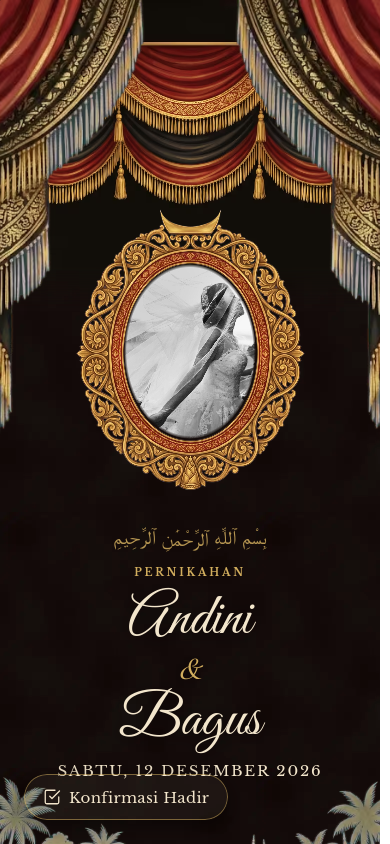 بِسْمِ اللَّهِ الرَّحْمَٰنِ الرَّحِيمِ
PERNIKAHAN
Andini
&
Bagus
SABTU, 12 DESEMBER 2026
Konfirmasi Hadir